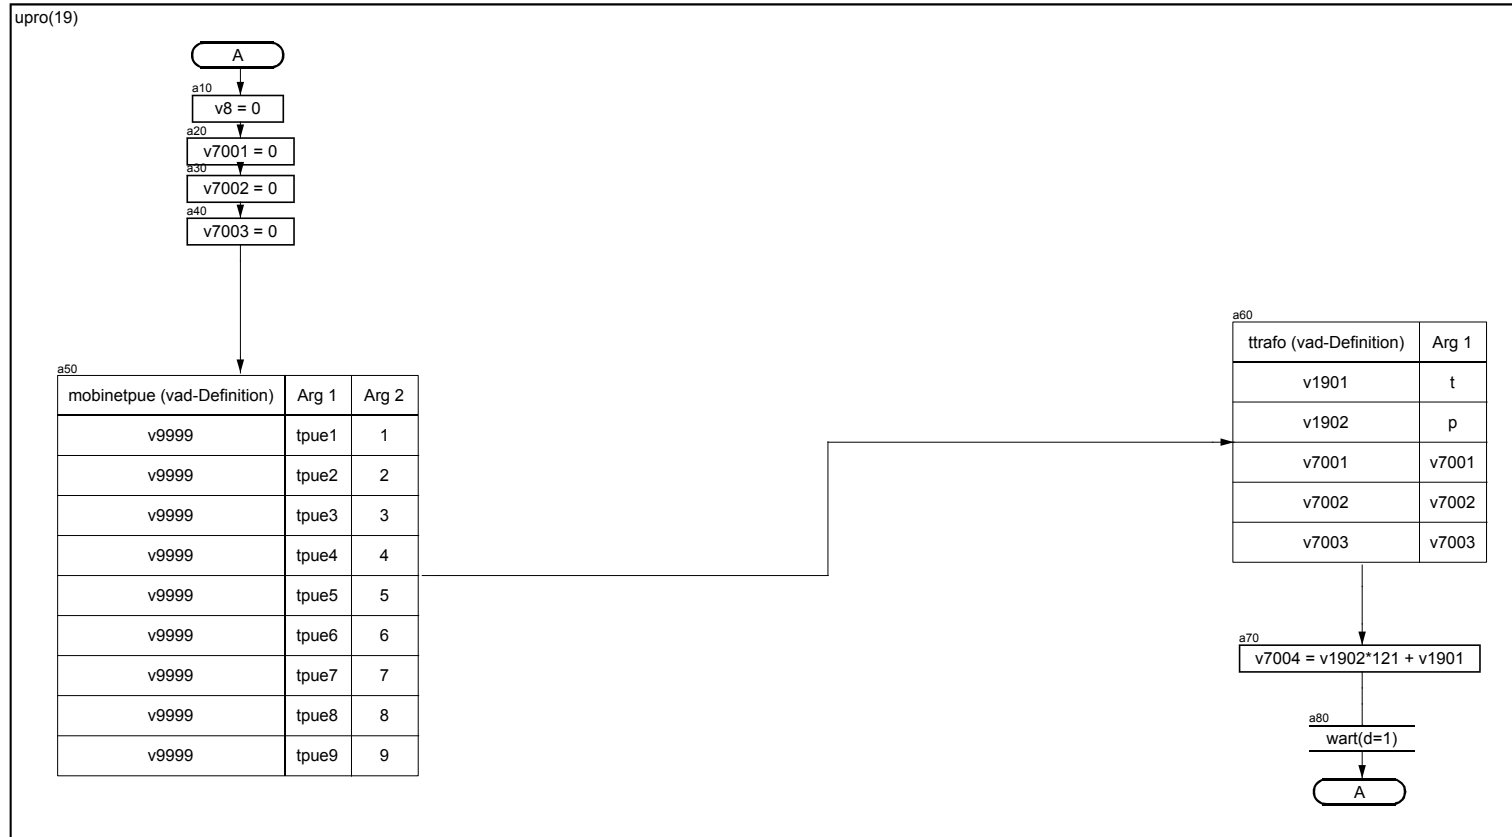 upro(19)
A
a10
v8 = 0
a20
v7001 = 0
a30
v7002 = 0
a40
v7003 = 0
a50
mobinetpue (vad-Definition) Arg 1 Arg 2
v9999 tpue1 1
v9999 tpue2 2
v9999 tpue3 3
v9999 tpue4 4
v9999 tpue5 5
v9999 tpue6 6
v9999 tpue7 7
v9999 tpue8 8
v9999 tpue9 9
a60
ttrafo (vad-Definition) Arg 1
v1901 t
v1902 p
v7001 v7001
v7002 v7002
v7003 v7003
a70
v7004 = v1902*121 + v1901
a80
wart(d=1)
A